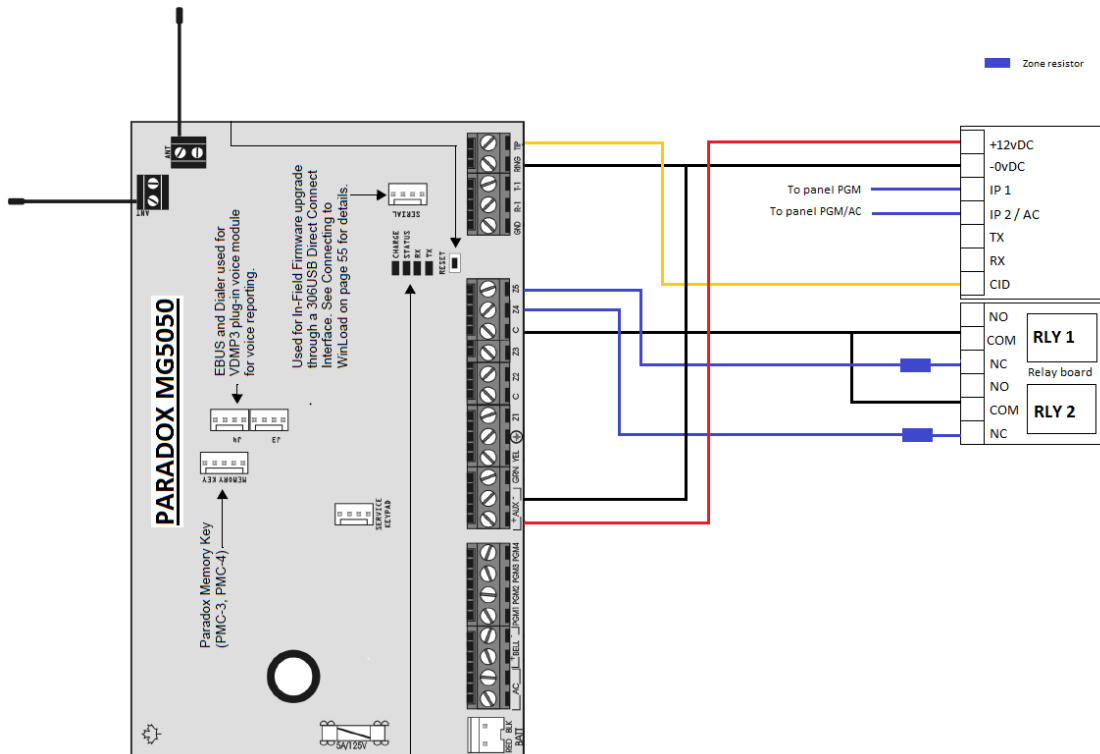 Zone resistor
ANT
ANT
EBUS and Dialer used for
VDMP3 plug-in voice module
for voice reporting.
Used for In-Field Firmware upgrade
through a 306USB Direct Connect
Interface. See Connecting to
WinLoad on page 55 for details.
SERIAL
CHARGE
STATUS
RX
TX
RESET
PARADOX MG5050
J4
J3
MEMORY KEY
Paradox Memory Key
(PMC-3, PMC-4)
SERVICE
KEYPAD
5A/125V
TIP
RING
T-1
R-1
GND
Z5
Z4
C
Z3
Z2
C
Z1
YEL
GRN
- AUX +
PGM4
PGM3
PGM2
PGM1
- BELL +
AC
BATT
RED BLK
To panel PGM
To panel PGM/AC
+12vDC
-0vDC
IP 1
IP 2 / AC
TX
RX
CID
NO
COM
NC
NO
COM
NC
RLY 1
Relay board
RLY 2